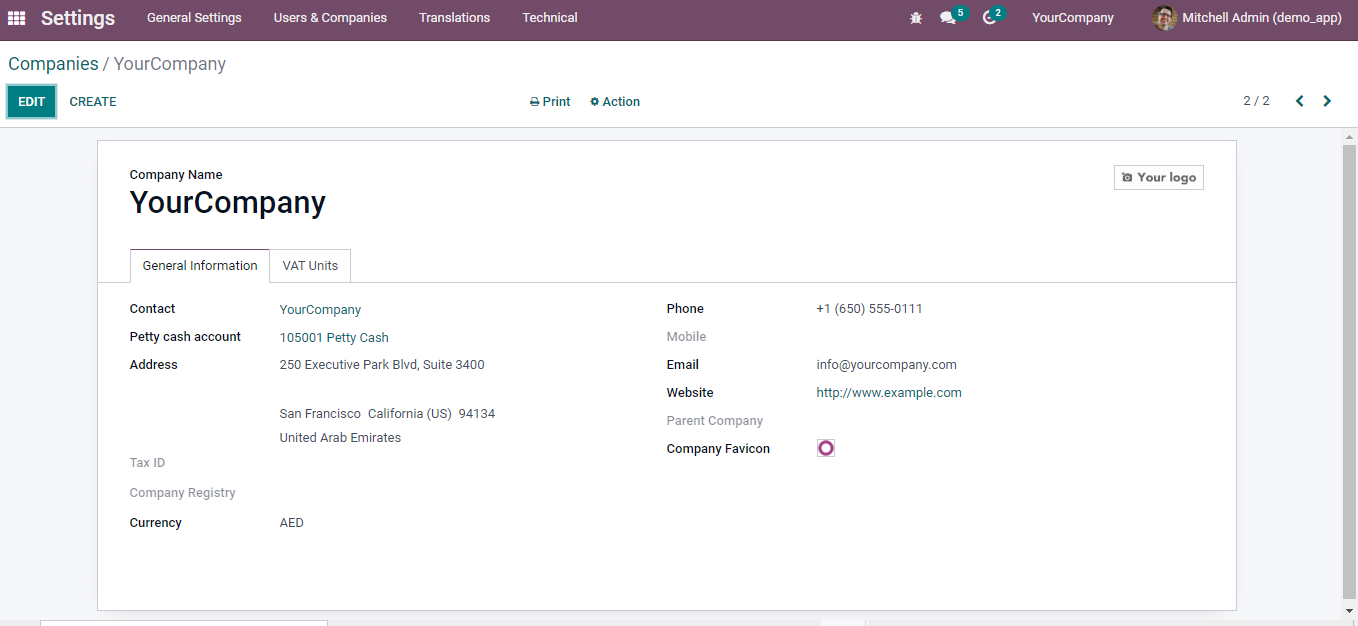 Settings General Settings Users & Companies Translations Technical 5 2 YourCompany Mitchell Admin (demo_app)
Companies / YourCompany
EDIT CREATE Print Action 2 / 2
Company Name
Your logo
YourCompany
General Information VAT Units
Contact YourCompany Phone +1 (650) 555-0111
Petty cash account 105001 Petty Cash Mobile
Address 250 Executive Park Blvd, Suite 3400 Email info@yourcompany.com
Website http://www.example.com
San Francisco California (US) 94134 Parent Company
United Arab Emirates Company Favicon
Tax ID
Company Registry
Currency AED